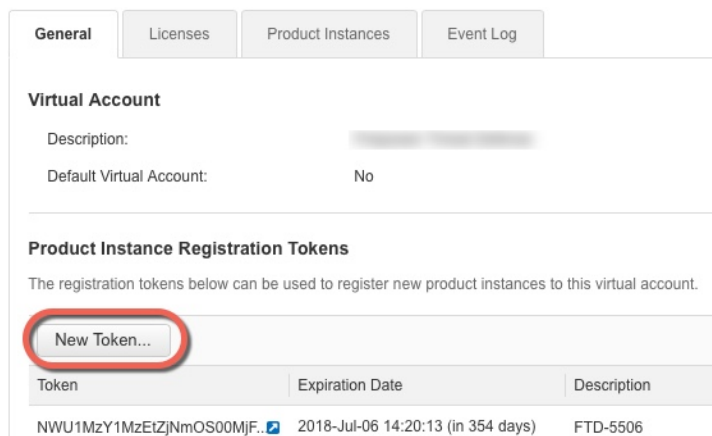 General Licenses Product Instances Event Log
Virtual Account
Description:
Default Virtual Account: No
Product Instance Registration Tokens
The registration tokens below can be used to register new product instances to this virtual account.
New Token...
Token Expiration Date Description
NWU1MzY1MzEtZjNmOS00MjF... 2018-Jul-06 14:20:13 (in 354 days) FTD-5506